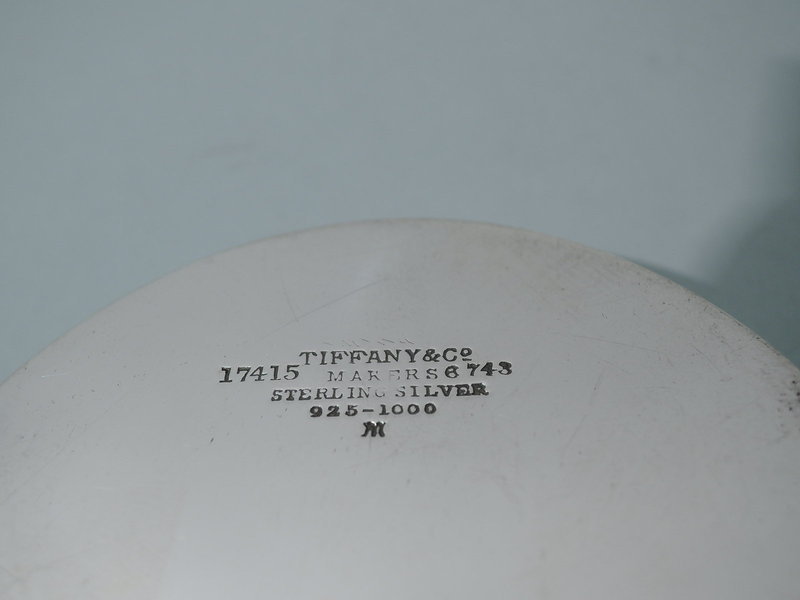 TIFFANY&Cº
17415 MAKERS 6743
STERLING SILVER
925-1000
M